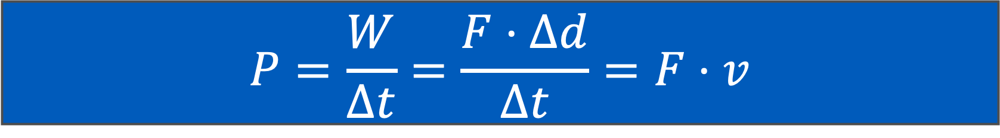 P = W/Δt = F · Δd/Δt = F · v